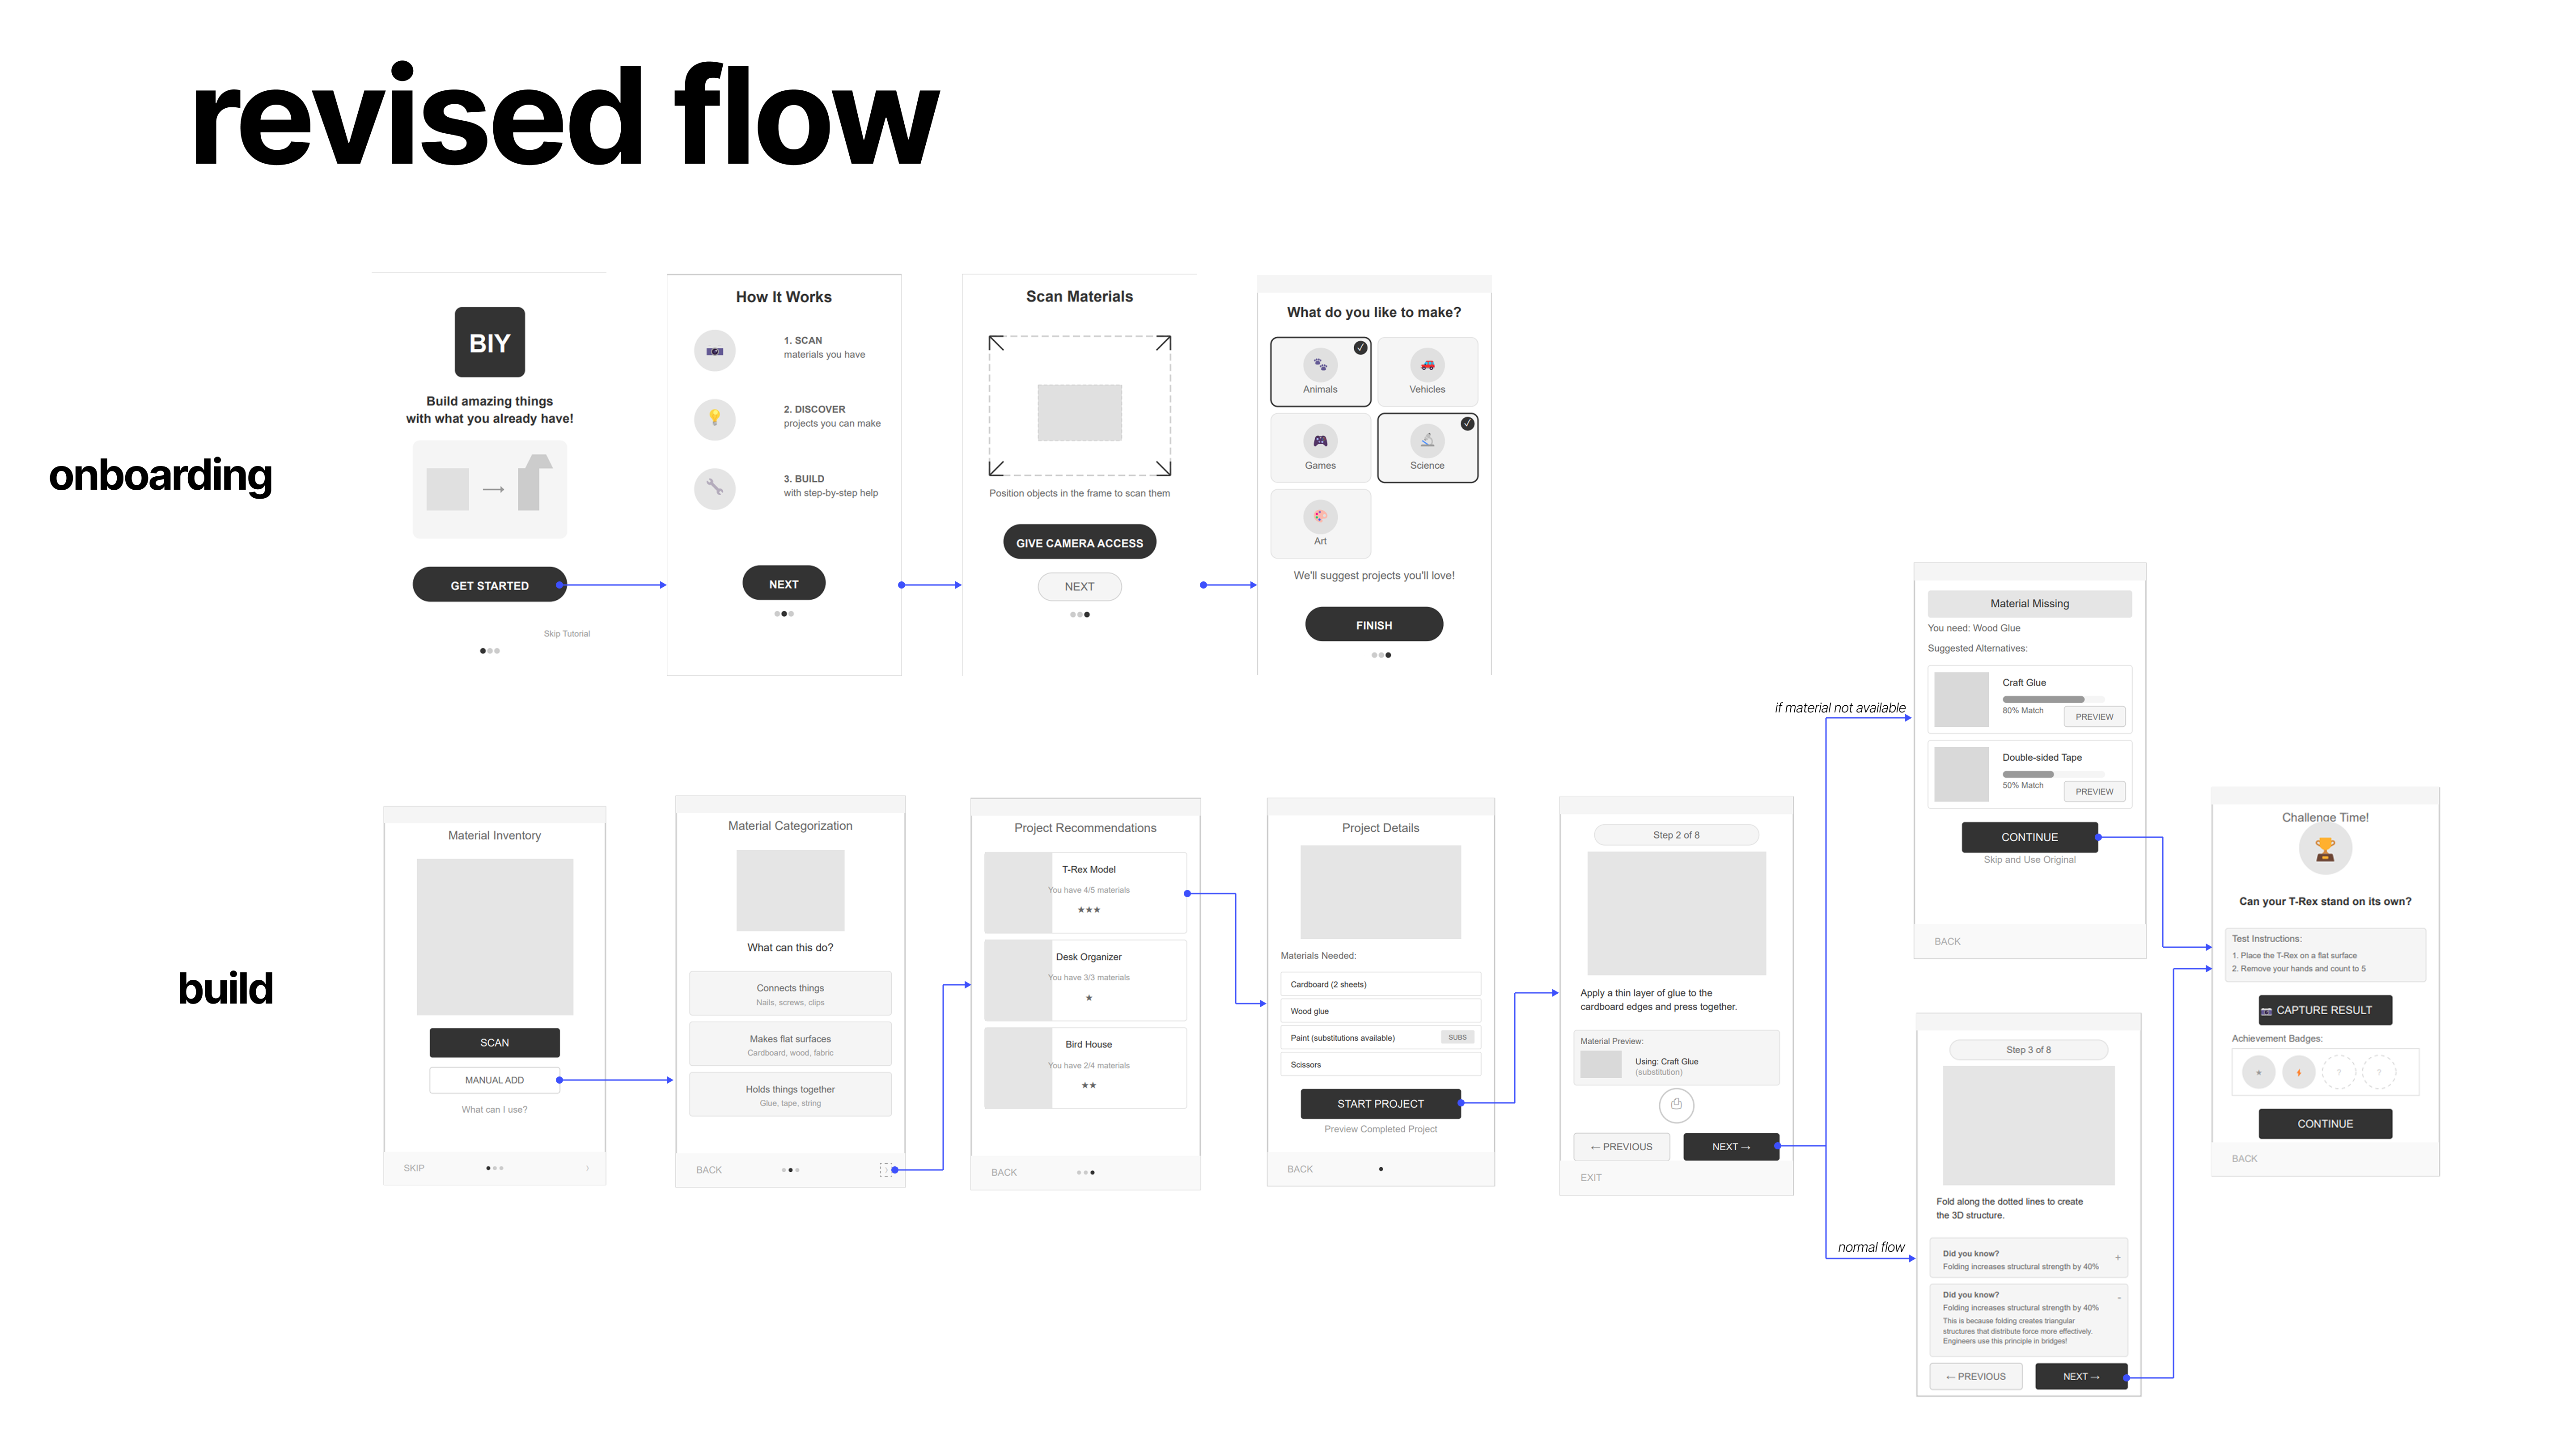 revised flow
onboarding
BIY
Build amazing things
with what you already have!
GET STARTED
Skip Tutorial
How It Works
1. SCAN
materials you have
2. DISCOVER
projects you can make
3. BUILD
with step-by-step help
NEXT
Scan Materials
Position objects in the frame to scan them
GIVE CAMERA ACCESS
NEXT
What do you like to make?
Animals
Vehicles
Games
Science
Art
We'll suggest projects you'll love!
FINISH
build
Material Inventory
SCAN
MANUAL ADD
What can I use?
SKIP
Material Categorization
What can this do?
Connects things
Nails, screws, clips
Makes flat surfaces
Cardboard, wood, fabric
Holds things together
Glue, tape, string
BACK
Project Recommendations
T-Rex Model
You have 4/5 materials
★★★
Desk Organizer
You have 3/3 materials
★
Bird House
You have 2/4 materials
★★
BACK
Project Details
Materials Needed:
Cardboard (2 sheets)
Wood glue
Paint (substitutions available)
SUBS
Scissors
START PROJECT
Preview Completed Project
BACK
Step 2 of 8
Apply a thin layer of glue to the
cardboard edges and press together.
Material Preview:
Using: Craft Glue
(substitution)
← PREVIOUS
NEXT →
EXIT
if material not available
Material Missing
You need: Wood Glue
Suggested Alternatives:
Craft Glue
80% Match
PREVIEW
Double-sided Tape
50% Match
PREVIEW
CONTINUE
Skip and Use Original
BACK
normal flow
Step 3 of 8
Fold along the dotted lines to create
the 3D structure.
Did you know?
+
Folding increases structural strength by 40%
Did you know?
-
Folding increases structural strength by 40%
This is because folding creates triangular
structures that distribute force more effectively.
Engineers use this principle in bridges!
← PREVIOUS
NEXT →
Challenge Time!
Can your T-Rex stand on its own?
Test Instructions:
1. Place the T-Rex on a flat surface
2. Remove your hands and count to 5
CAPTURE RESULT
Achievement Badges:
? ?
CONTINUE
BACK